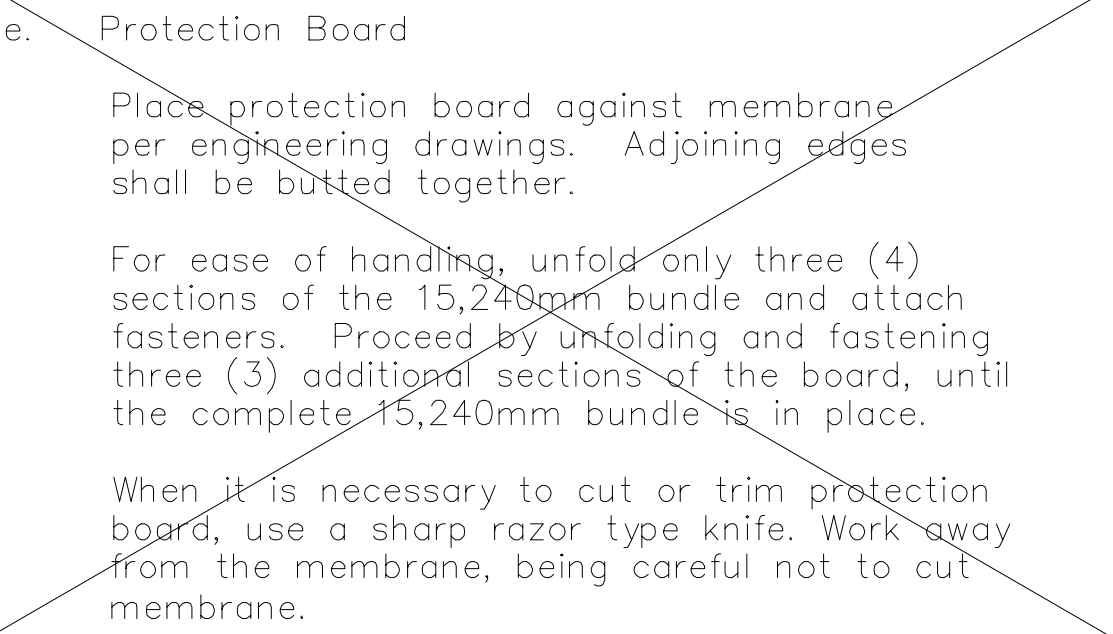 e. Protection Board
Place protection board against membrane
per engineering drawings. Adjoining edges
shall be butted together.
For ease of handling, unfold only three (4)
sections of the 15,240mm bundle and attach
fasteners. Proceed by unfolding and fastening
three (3) additional sections of the board, until
the complete 15,240mm bundle is in place.
When it is necessary to cut or trim protection
board, use a sharp razor type knife. Work away
from the membrane, being careful not to cut
membrane.